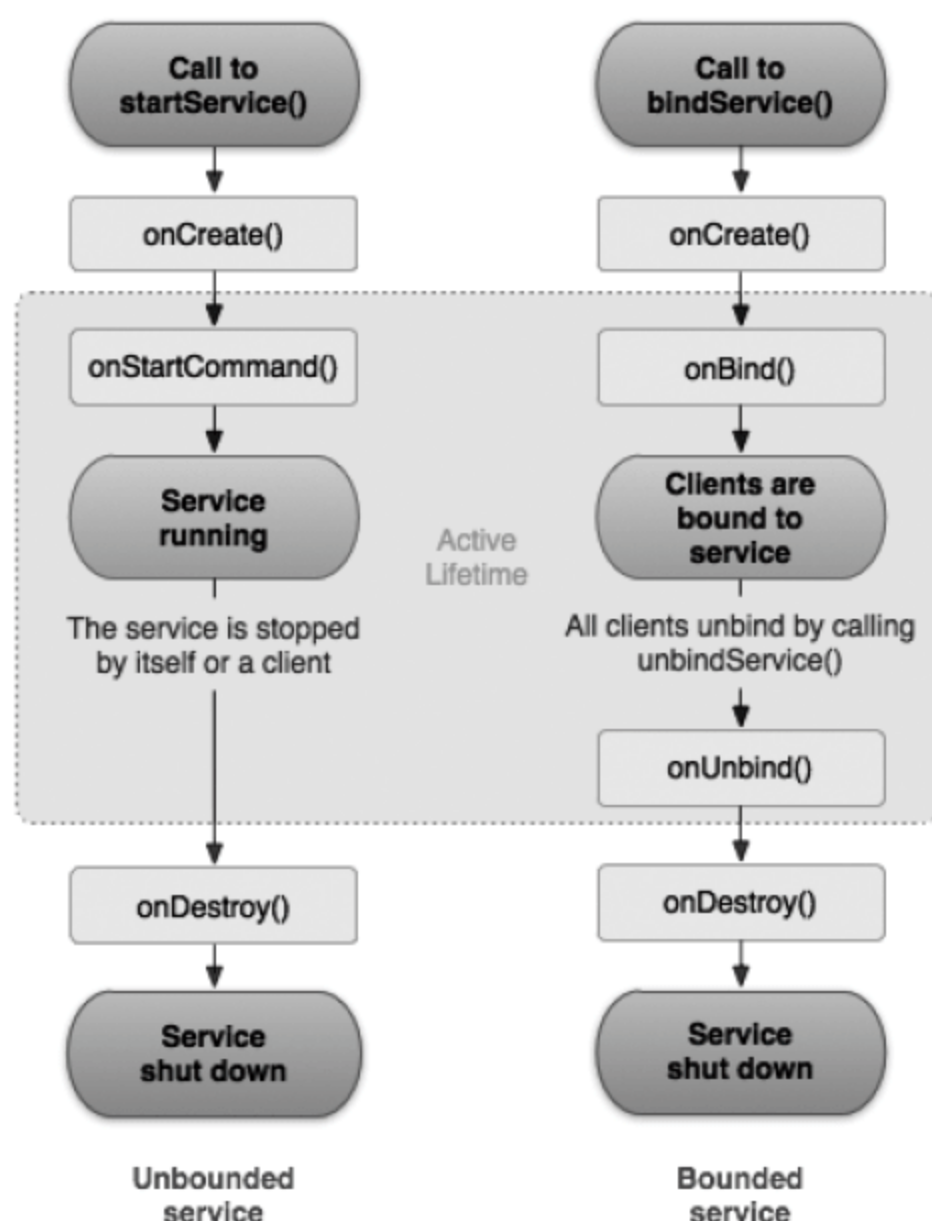 Call to
startService()
onCreate()
onStartCommand()
Service
running
The service is stopped
by itself or a client
onDestroy()
Service
shut down
Unbounded
service
Active
Lifetime
Call to
bindService()
onCreate()
onBind()
Clients are
bound to
service
All clients unbind by calling
unbindService()
onUnbind()
onDestroy()
Service
shut down
Bounded
service